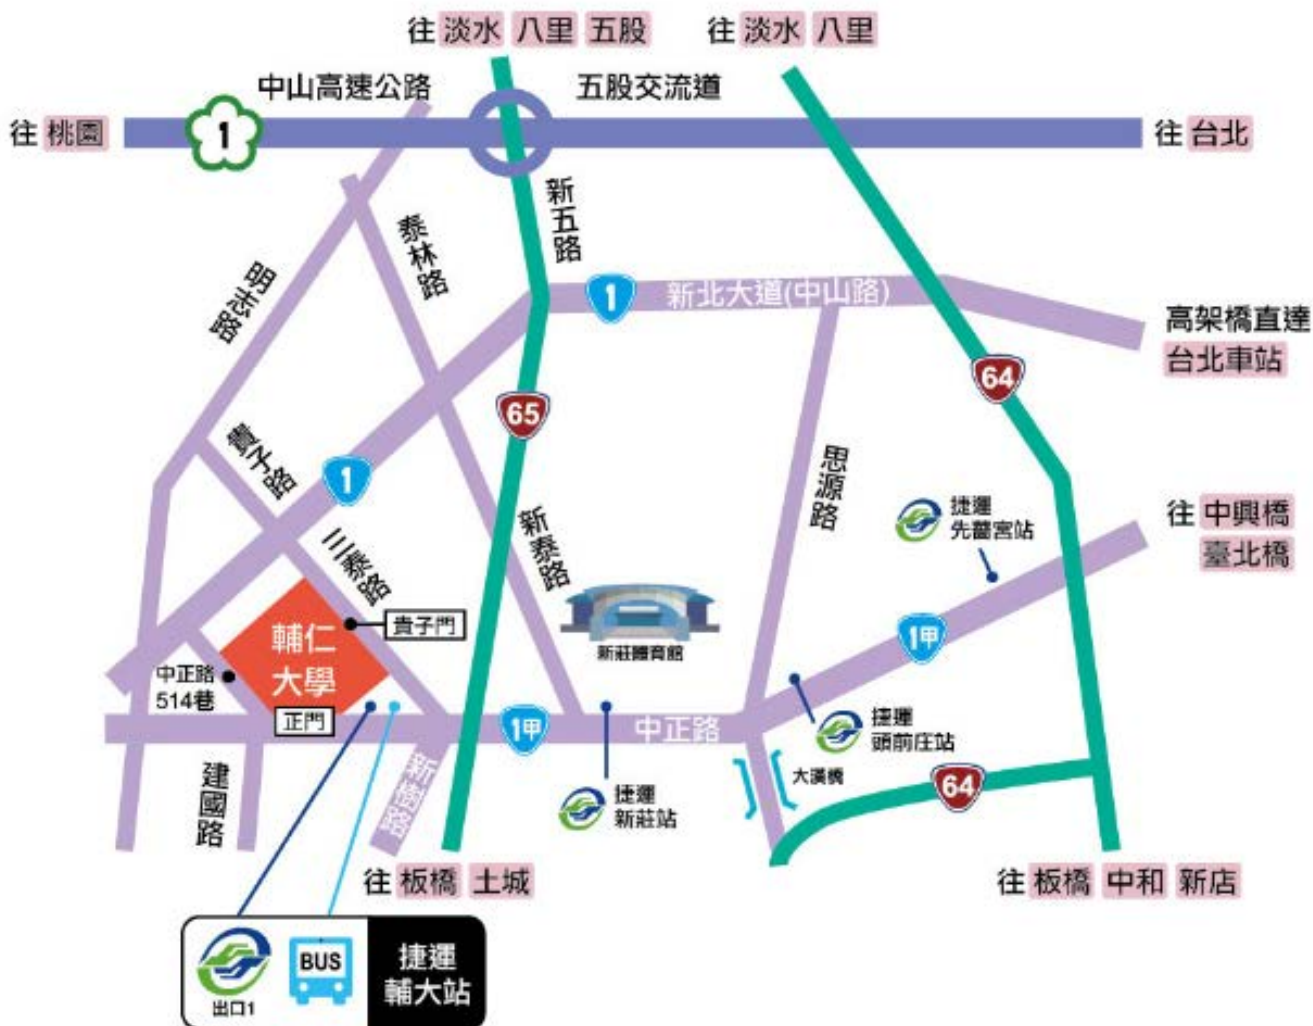 往 淡水 八里 五股
往 淡水 八里
中山高速公路
五股交流道
往 桃園
1
往 台北
新五路
泰林路
明志路
1
新北大道(中山路)
高架橋直達
台北車站
64
65
貴子路
1
思源路
捷運
先嗇宮站
往 中興橋
臺北橋
新泰路
三泰路
貴子門
新莊體育館
1甲
輔仁
大學
中正路
514巷
正門
1甲
中正路
捷運
頭前庄站
建國路
新樹路
捷運
新莊站
大漢橋
64
往 板橋 土城
往 板橋 中和 新店
BUS
出口1
捷運
輔大站